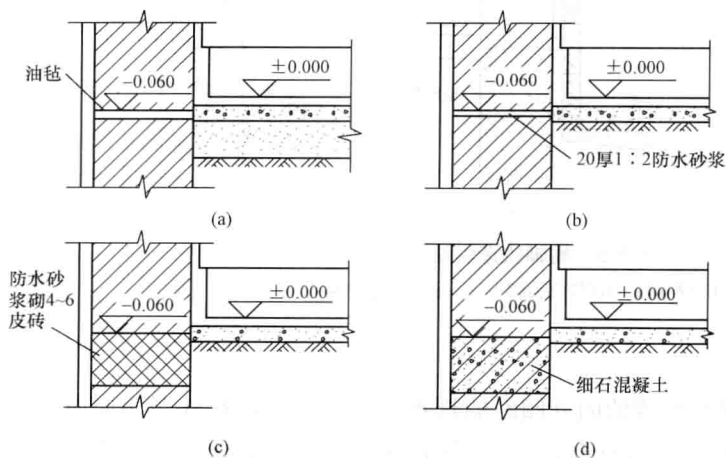 油毡
-0.060
±0.000
(a)
-0.060
±0.000
20厚1:2防水砂浆
(b)
防水砂
浆砌4~6
皮砖
-0.060
±0.000
(c)
-0.060
±0.000
细石混凝土
(d)